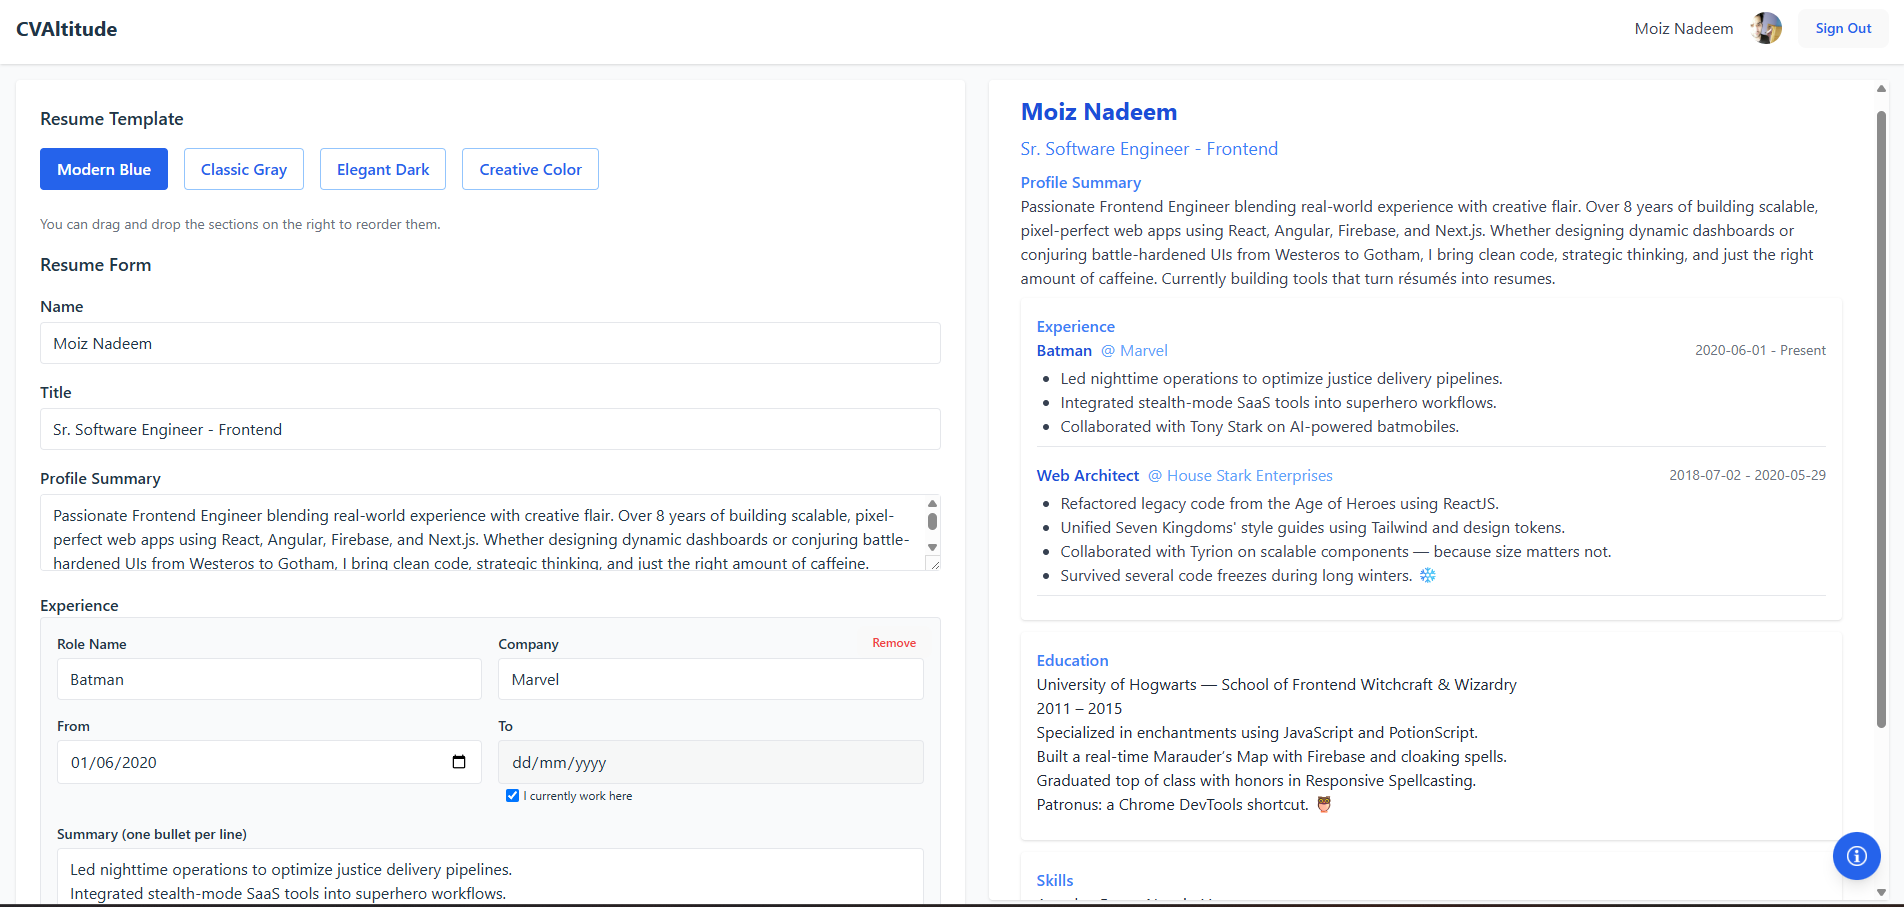 CVAltitude
Moiz Nadeem
Sign Out
Resume Template
Modern Blue
Classic Gray
Elegant Dark
Creative Color
You can drag and drop the sections on the right to reorder them.
Resume Form
Name
Moiz Nadeem
Title
Sr. Software Engineer - Frontend
Profile Summary
Passionate Frontend Engineer blending real-world experience with creative flair. Over 8 years of building scalable, pixel-
perfect web apps using React, Angular, Firebase, and Next.js. Whether designing dynamic dashboards or conjuring battle-
hardened UIs from Westeros to Gotham, I bring clean code, strategic thinking, and just the right amount of caffeine.
Experience
Role Name
Company
Remove
Batman
Marvel
From
To
01/06/2020
dd/mm/yyyy
I currently work here
Summary (one bullet per line)
Led nighttime operations to optimize justice delivery pipelines.
Integrated stealth-mode SaaS tools into superhero workflows.
Moiz Nadeem
Sr. Software Engineer - Frontend
Profile Summary
Passionate Frontend Engineer blending real-world experience with creative flair. Over 8 years of building scalable,
pixel-perfect web apps using React, Angular, Firebase, and Next.js. Whether designing dynamic dashboards or
conjuring battle-hardened UIs from Westeros to Gotham, I bring clean code, strategic thinking, and just the right
amount of caffeine. Currently building tools that turn résumés into resumes.
Experience
Batman @ Marvel 2020-06-01 - Present
• Led nighttime operations to optimize justice delivery pipelines.
• Integrated stealth-mode SaaS tools into superhero workflows.
• Collaborated with Tony Stark on AI-powered batmobiles.
Web Architect @ House Stark Enterprises 2018-07-02 - 2020-05-29
• Refactored legacy code from the Age of Heroes using ReactJS.
• Unified Seven Kingdoms' style guides using Tailwind and design tokens.
• Collaborated with Tyrion on scalable components — because size matters not.
• Survived several code freezes during long winters. ❄️
Education
University of Hogwarts — School of Frontend Witchcraft & Wizardry
2011 – 2015
Specialized in enchantments using JavaScript and PotionScript.
Built a real-time Marauder’s Map with Firebase and cloaking spells.
Graduated top of class with honors in Responsive Spellcasting.
Patronus: a Chrome DevTools shortcut. 🦉
Skills